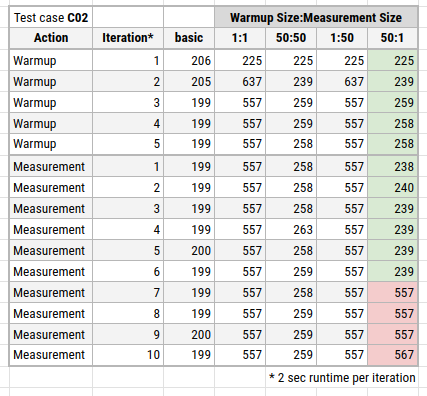 Test case C02 Warmup Size:Measurement Size
Action Iteration* basic 1:1 50:50 1:50 50:1
Warmup 1 206 225 225 225 225
Warmup 2 205 637 239 637 239
Warmup 3 199 557 259 557 259
Warmup 4 199 557 259 557 258
Warmup 5 199 557 258 557 258
Measurement 1 199 557 258 557 238
Measurement 2 199 557 258 557 240
Measurement 3 199 557 258 557 239
Measurement 4 199 557 263 557 239
Measurement 5 200 557 258 557 239
Measurement 6 199 557 259 557 239
Measurement 7 199 557 258 557 557
Measurement 8 199 557 259 557 557
Measurement 9 200 557 259 557 557
Measurement 10 199 557 259 557 567
* 2 sec runtime per iteration